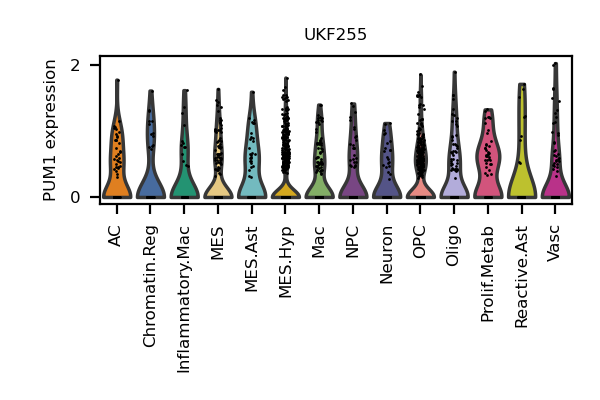 UKF255
PUM1 expression
2
0
AC
Chromatin.Reg
Inflammatory.Mac
MES
MES.Ast
MES.Hyp
Mac
NPC
Neuron
OPC
Oligo
Prolif.Metab
Reactive.Ast
Vasc